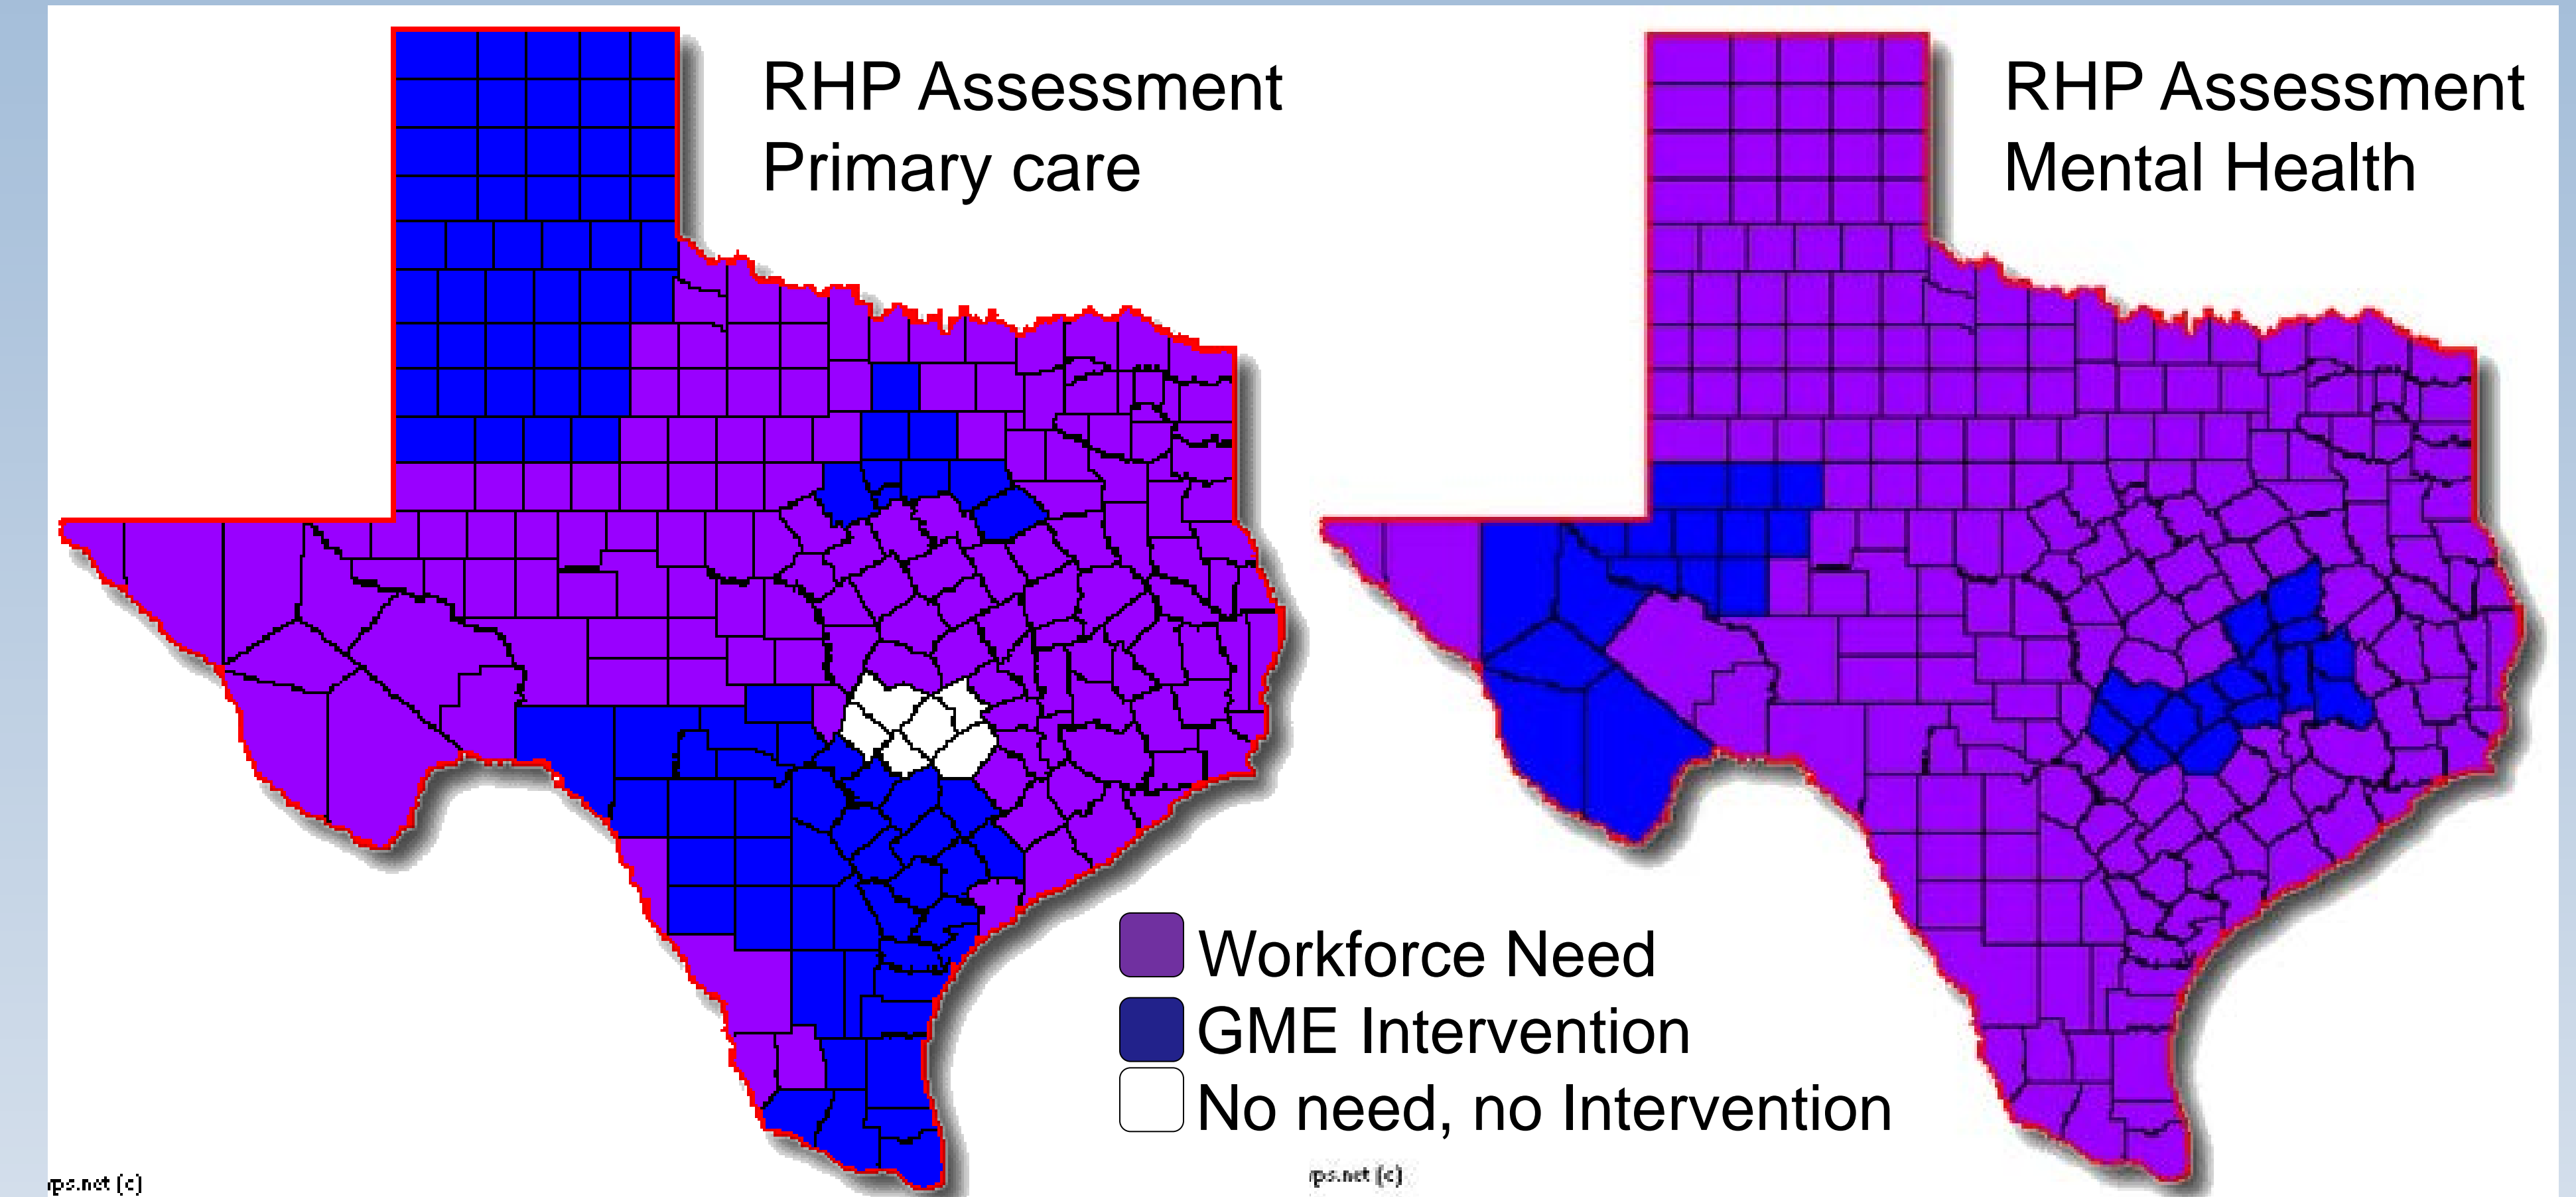 RHP Assessment
Primary care
RHP Assessment
Mental Health
Workforce Need
GME Intervention
No need, no Intervention
ps.net (c)
ps.net (c)